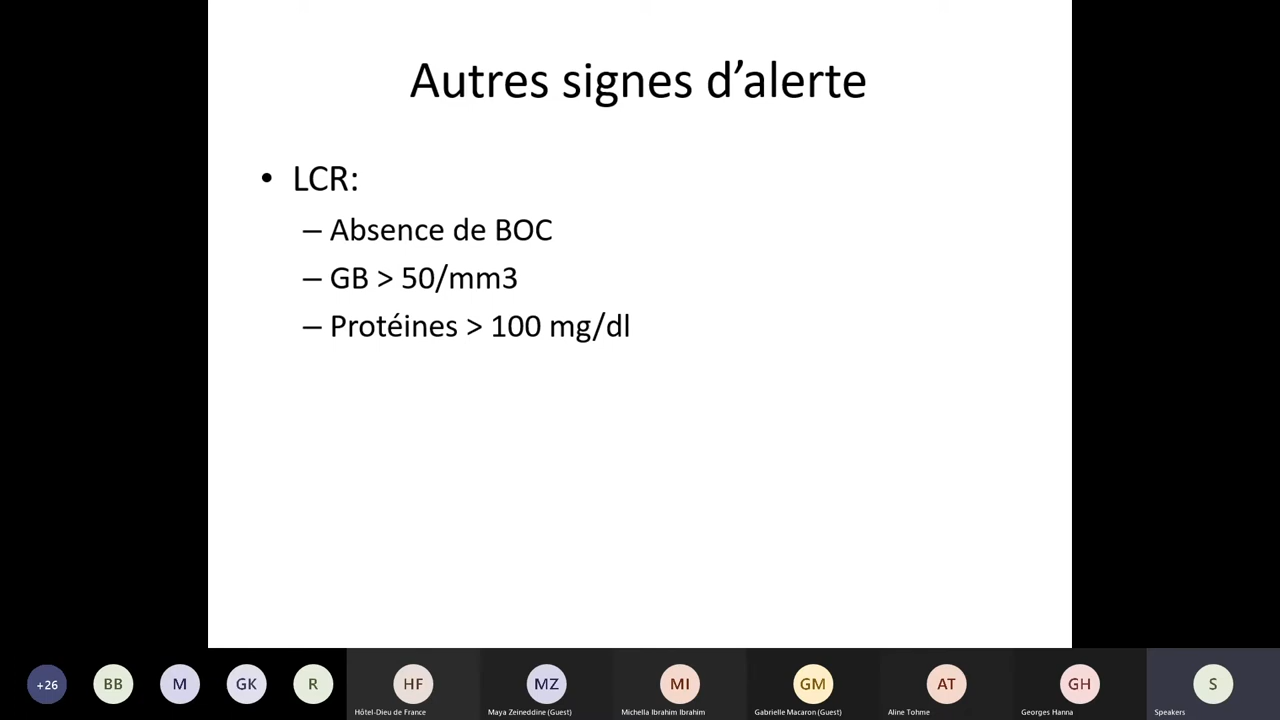 Autres signes d’alerte
• LCR:
– Absence de BOC
– GB > 50/mm3
– Protéines > 100 mg/dl
+26
BB
M
GK
R
HF
MZ
MI
GM
AT
GH
S
Hôtel-Dieu de France
Maya Zeineddine (Guest)
Michella Ibrahim Ibrahim
Gabrielle Macaron (Guest)
Aline Tohme
Georges Hanna
Speakers